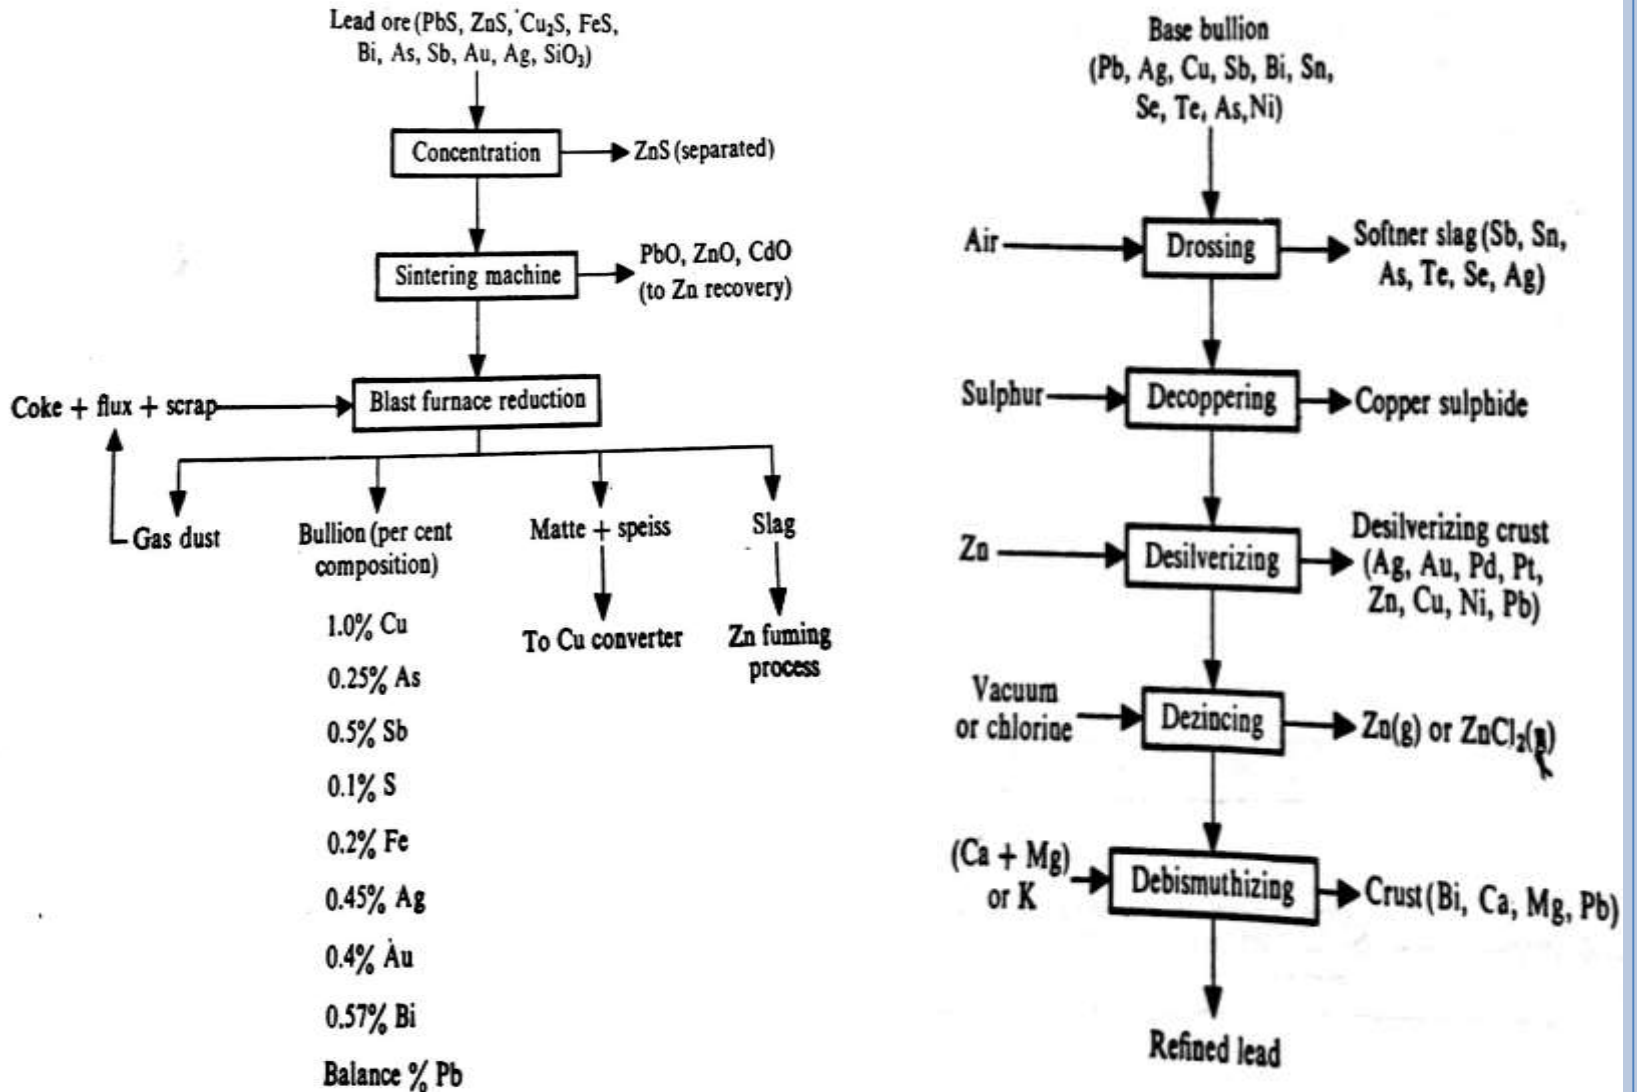 Lead ore (PbS, ZnS, Cu₂S, FeS,
Bi, As, Sb, Au, Ag, SiO₃)
Concentration
ZnS (separated)
Sintering machine
PbO, ZnO, CdO
(to Zn recovery)
Coke + flux + scrap
Blast furnace reduction
Gas dust
Bullion (per cent
composition)
1.0% Cu
0.25% As
0.5% Sb
0.1% S
0.2% Fe
0.45% Ag
0.4% Au
0.57% Bi
Balance % Pb
Matte + speiss
To Cu converter
Slag
Zn fuming
process
Base bullion
(Pb, Ag, Cu, Sb, Bi, Sn,
Se, Te, As, Ni)
Air
Drossing
Softner slag (Sb, Sn,
As, Te, Se, Ag)
Sulphur
Decoppering
Copper sulphide
Zn
Desilverizing
Desilverizing crust
(Ag, Au, Pd, Pt,
Zn, Cu, Ni, Pb)
Vacuum
or chlorine
Dezincing
Zn(g) or ZnCl₂(g)
(Ca + Mg)
or K
Debismuthizing
Crust (Bi, Ca, Mg, Pb)
Refined lead